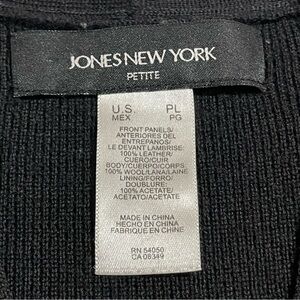 JONES NEW YORK
PETITE
U.S. PL
MEX PG
FRONT PANELS/
ANTERIORES DEL
ENTREPANOS/
LE DEVANT LAMBRISE:
100% LEATHER/
CUERO/CUIR
BODY/CUERPO/CORPS:
100% WOOL/LANA/LAINE
LINING/FORRO/
DOUBLURE:
100% ACETATE/
ACETATO/ACETATE
MADE IN CHINA
HECHO EN CHINA
FABRIQUE EN CHINE
RN 54050
CA 08349